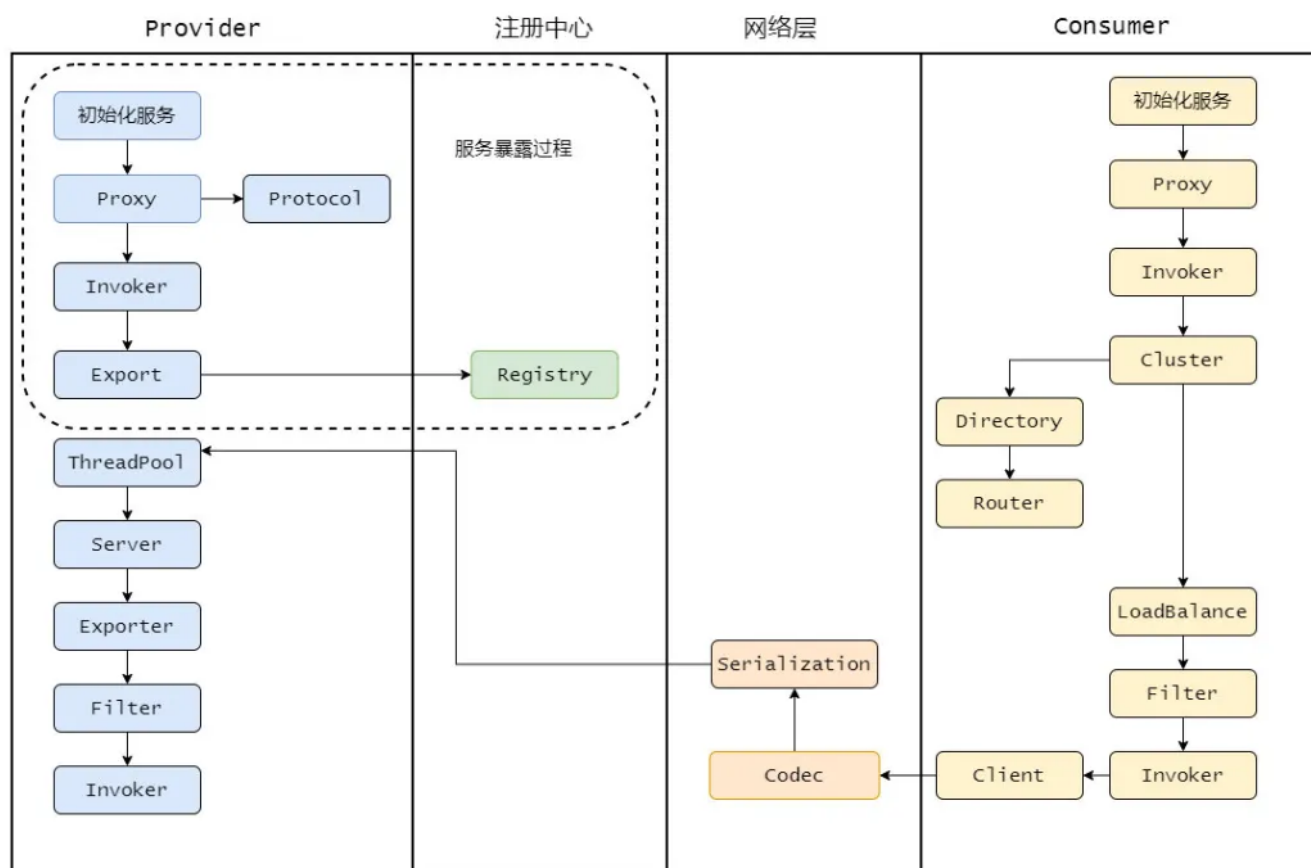 Provider
注册中心
网络层
Consumer
初始化服务
Proxy
Protocol
Invoker
Export
服务暴露过程
Registry
ThreadPool
Server
Exporter
Filter
Invoker
Serialization
Codec
初始化服务
Proxy
Invoker
Cluster
Directory
Router
LoadBalance
Filter
Invoker
Client